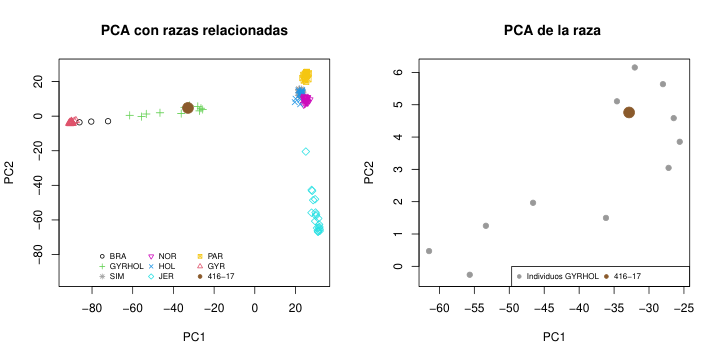 PCA con razas relacionadas
PCA de la raza
PC2
20
0
−20
−40
−60
−80
BRA
GYRHOL
SIM
NOR
HOL
JER
PAR
GYR
416−17
−80
−60
−40
−20
0
20
PC1
PC2
6
5
4
3
2
1
0
Individuos GYRHOL
416−17
−60
−55
−50
−45
−40
−35
−30
−25
PC1